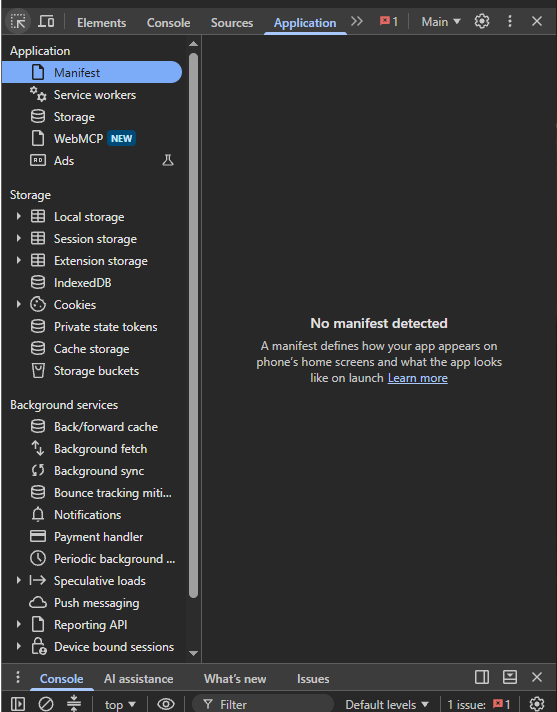 Elements Console Sources Application 1 Main
Application
Manifest
Service workers
Storage
WebMCP NEW
AD Ads
Storage
Local storage
Session storage
Extension storage
IndexedDB
Cookies
Private state tokens
Cache storage
Storage buckets
Background services
Back/forward cache
Background fetch
Background sync
Bounce tracking miti...
Notifications
Payment handler
Periodic background ...
Speculative loads
Push messaging
Reporting API
Device bound sessions
No manifest detected
A manifest defines how your app appears on
phone's home screens and what the app looks
like on launch Learn more
Console AI assistance What's new Issues
top Filter Default levels 1 Issue: 1